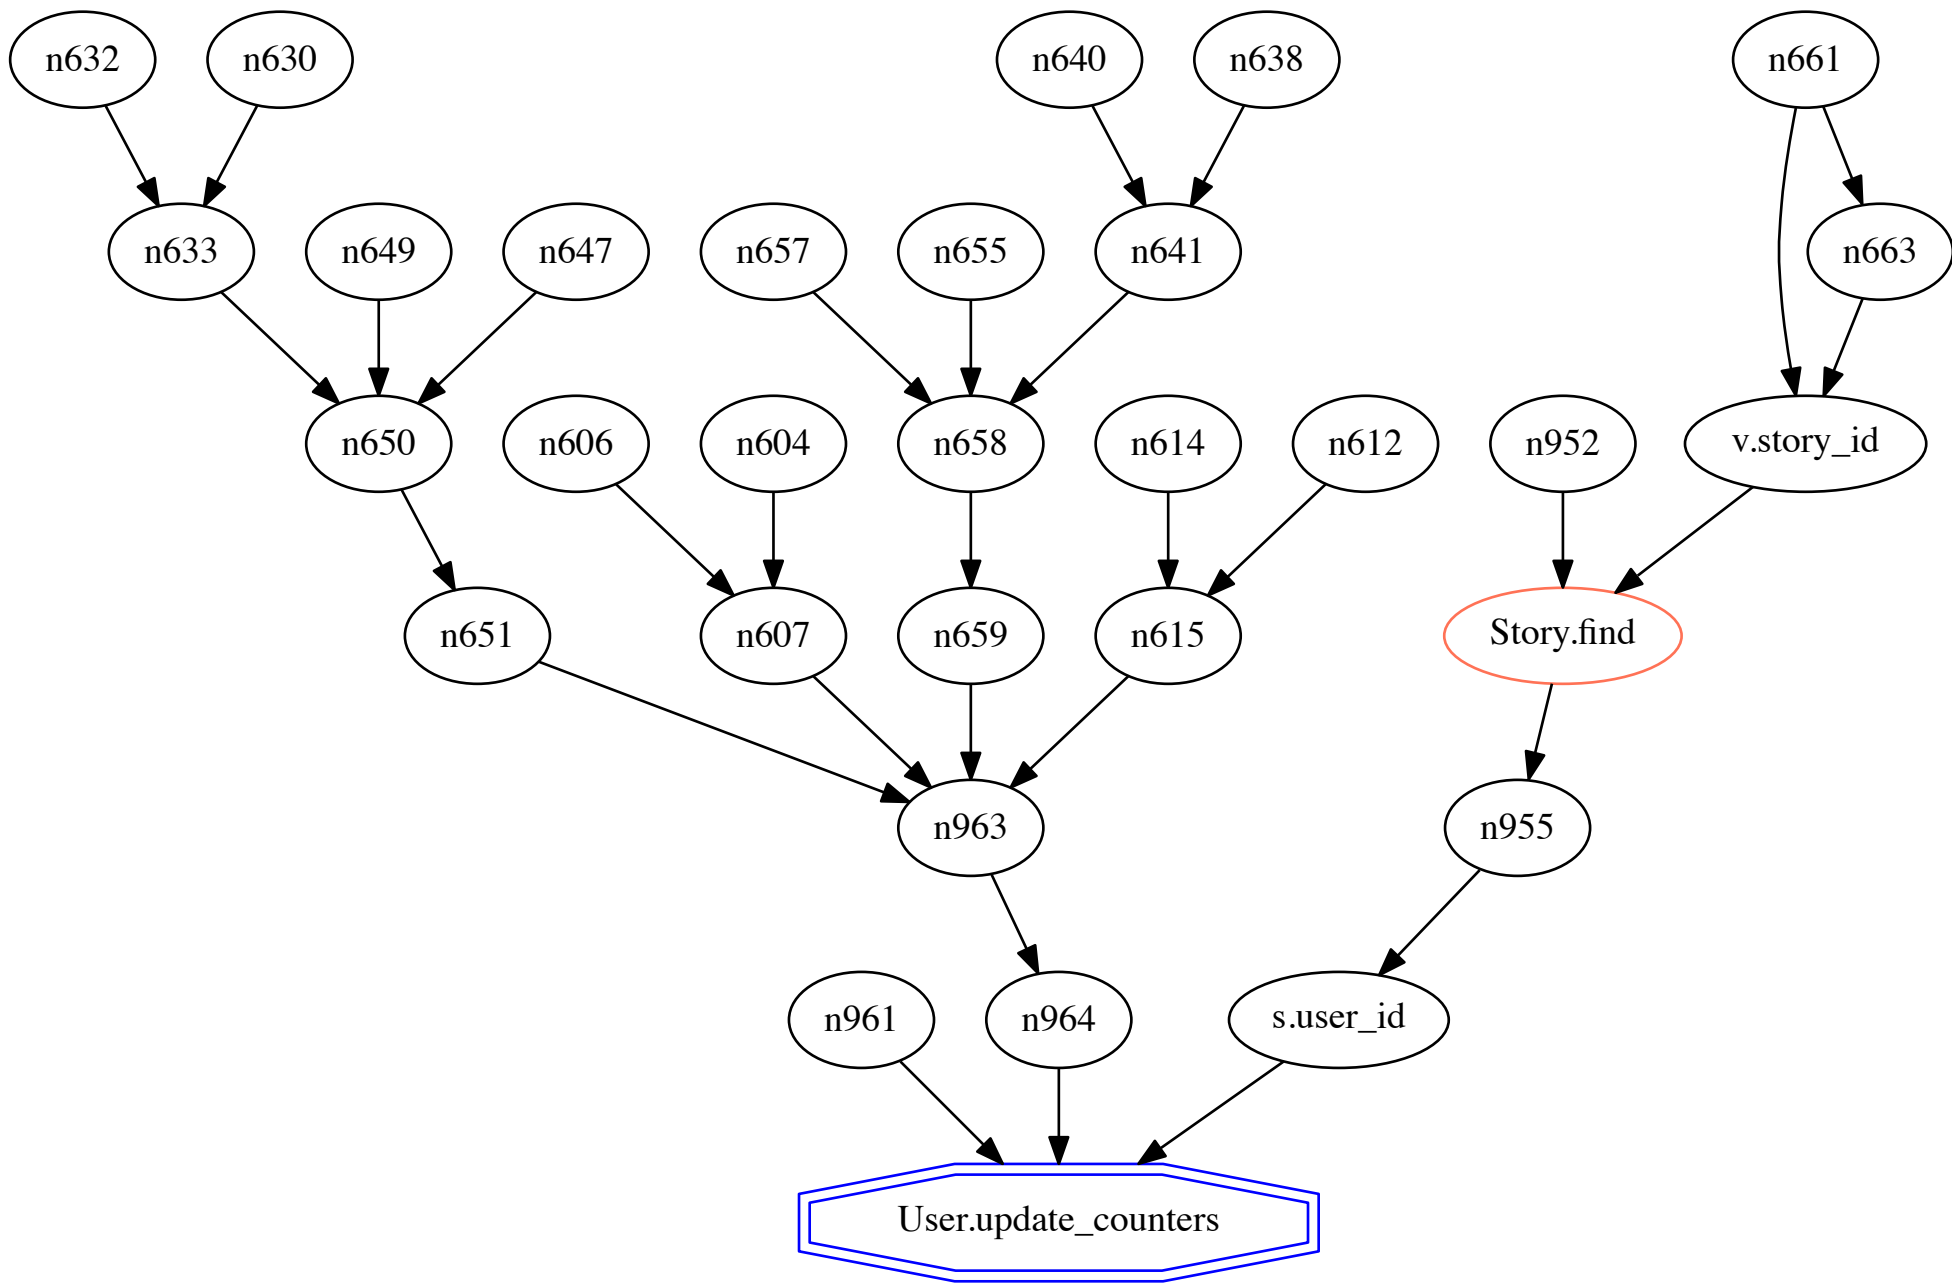 n632
n630
n640
n638
n661
n633
n649
n647
n657
n655
n641
n663
n650
n606
n604
n658
n614
n612
n952
v.story_id
n651
n607
n659
n615
Story.find
n963
n955
n961
n964
s.user_id
User.update_counters